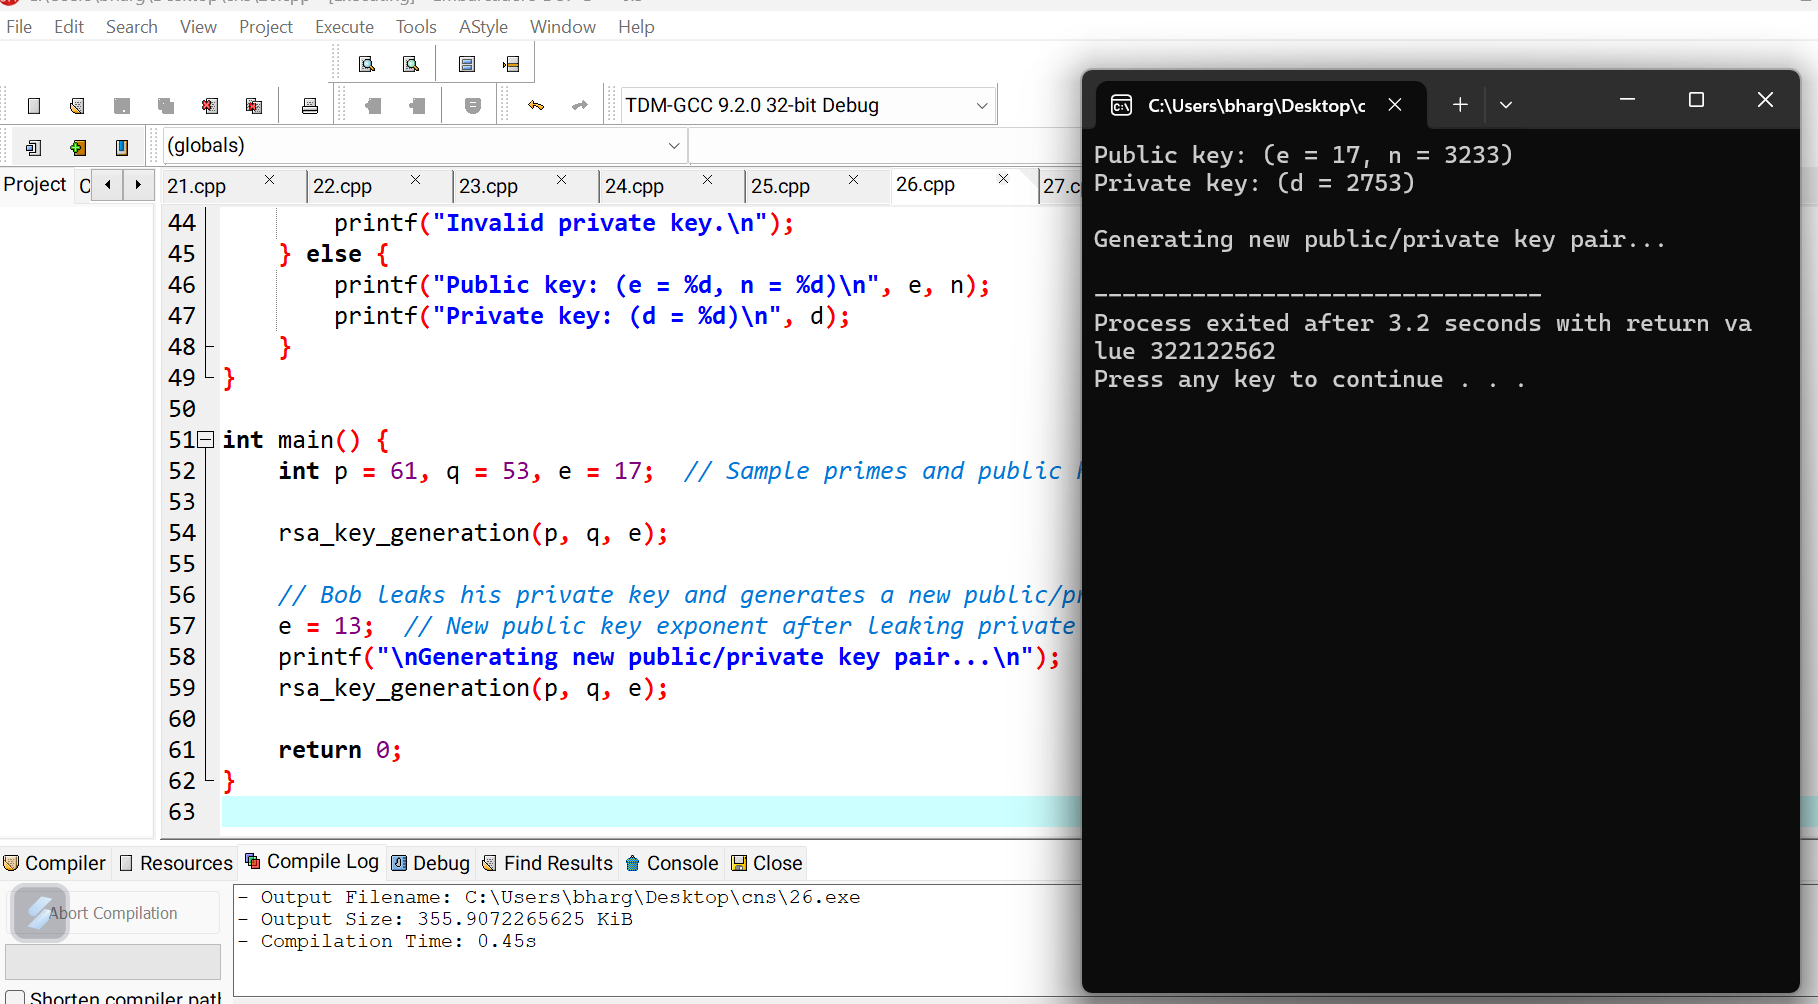 File Edit Search View Project Execute Tools AStyle Window Help
TDM-GCC 9.2.0 32-bit Debug
(globals)
Project
21.cpp 22.cpp 23.cpp 24.cpp 25.cpp 26.cpp
44 printf("Invalid private key.\n");
45 } else {
46 printf("Public key: (e = %d, n = %d)\n", e, n);
47 printf("Private key: (d = %d)\n", d);
48 }
49 }
50
51 int main() {
52 int p = 61, q = 53, e = 17; // Sample primes and public
53
54 rsa_key_generation(p, q, e);
55
56 // Bob leaks his private key and generates a new public/
57 e = 13; // New public key exponent after leaking private
58 printf("\nGenerating new public/private key pair...\n");
59 rsa_key_generation(p, q, e);
60
61 return 0;
62 }
63
Compiler Resources Compile Log Debug Find Results Console Close
Abort Compilation
Shorten compiler
- Output Filename: C:\Users\bharg\Desktop\cns\26.exe
- Output Size: 355.9072265625 KiB
- Compilation Time: 0.45s
C:\Users\bharg\Desktop\c
Public key: (e = 17, n = 3233)
Private key: (d = 2753)
Generating new public/private key pair...
--------------------------------
Process exited after 3.2 seconds with return va
lue 322122562
Press any key to continue . . .